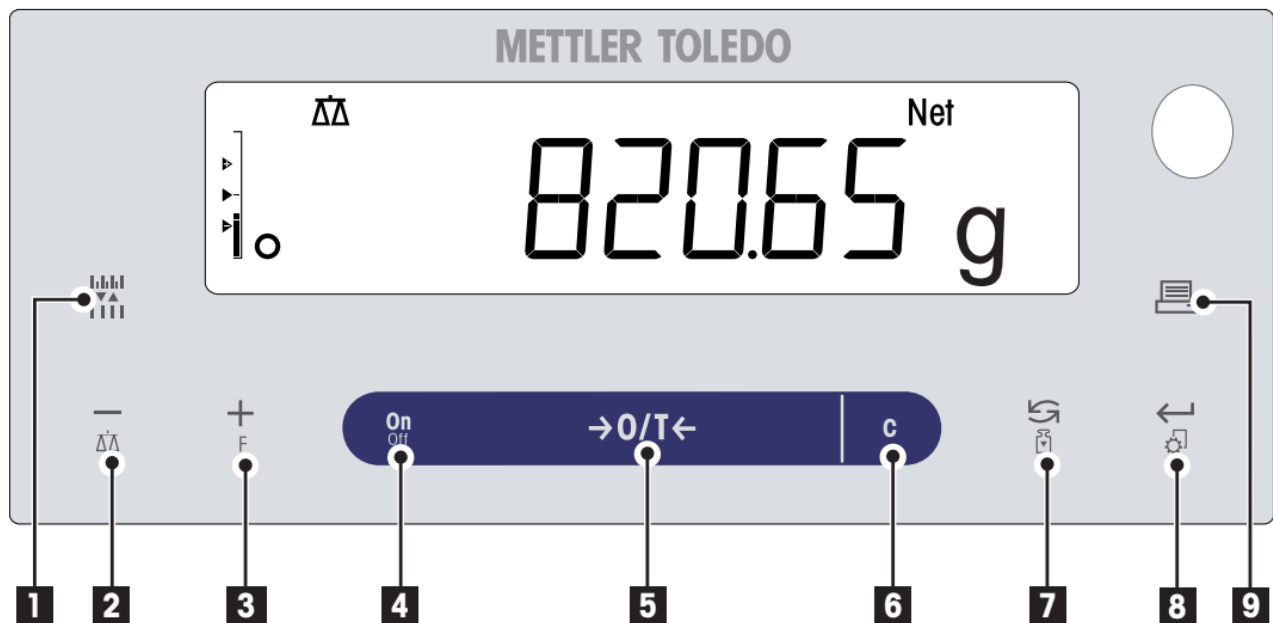 METTLER TOLEDO
Net
820.65 g
On
Off
→0/T←
C
F
1 2 3 4 5 6 7 8 9